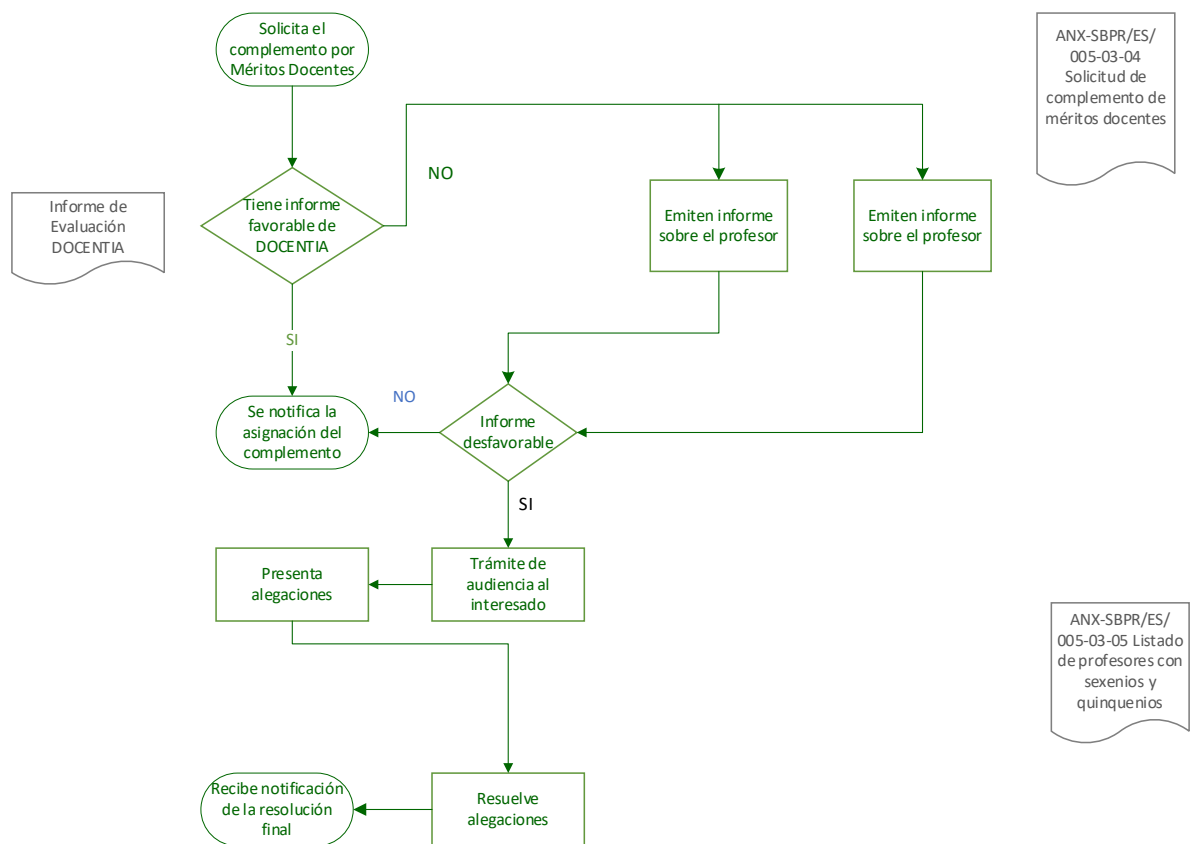 Solicita el
complemento por
Méritos Docentes
ANX-SBPR/ES/
005-03-04
Solicitud de
complemento de
méritos docentes
NO
Informe de
Evaluación
DOCENTIA
Tiene informe
favorable de
DOCENTIA
Emiten informe
sobre el profesor
Emiten informe
sobre el profesor
SI
NO
Se notifica la
asignación del
complemento
Informe
desfavorable
SI
Presenta
alegaciones
Trámite de
audiencia al
interesado
ANX-SBPR/ES/
005-03-05 Listado
de profesores con
sexenios y
quinquenios
Recibe notificación
de la resolución
final
Resuelve
alegaciones